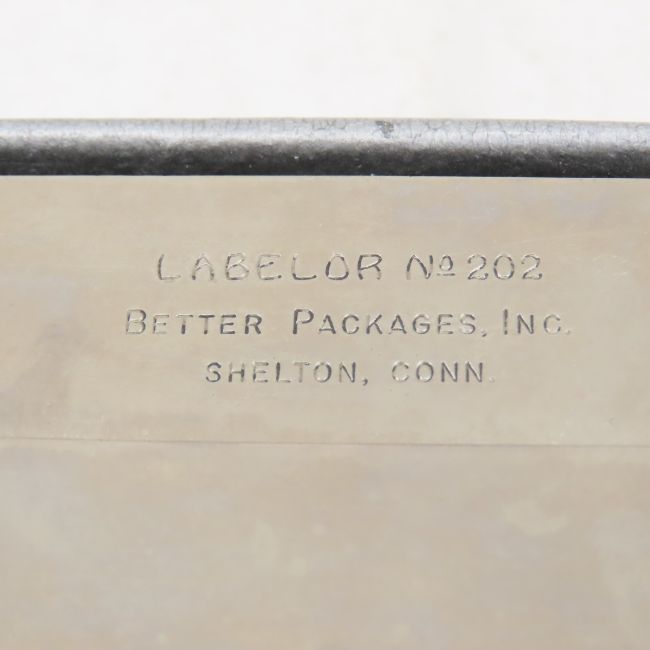 LABELOR Nº 202
BETTER PACKAGES, INC.
SHELTON, CONN.